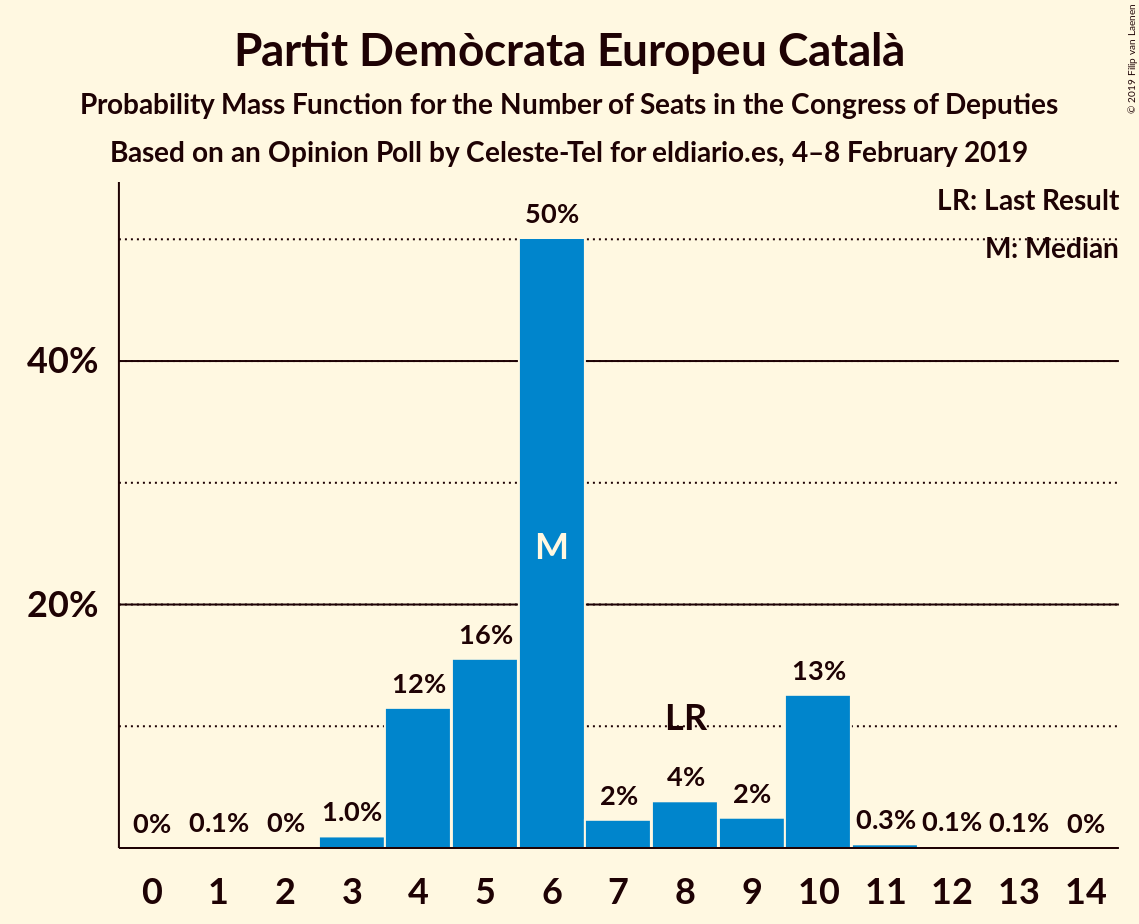 Partit Demòcrata Europeu Català
Probability Mass Function for the Number of Seats in the Congress of Deputies
Based on an Opinion Poll by Celeste-Tel for eldiario.es, 4–8 February 2019
© 2019 Filip van Laenen
LR: Last Result
M: Median
50%
40%
M
20%
16%
12%
13%
LR
4%
2%
2%
1.0%
0% 0.1% 0% 0.3% 0.1% 0.1% 0%
0 1 2 3 4 5 6 7 8 9 10 11 12 13 14